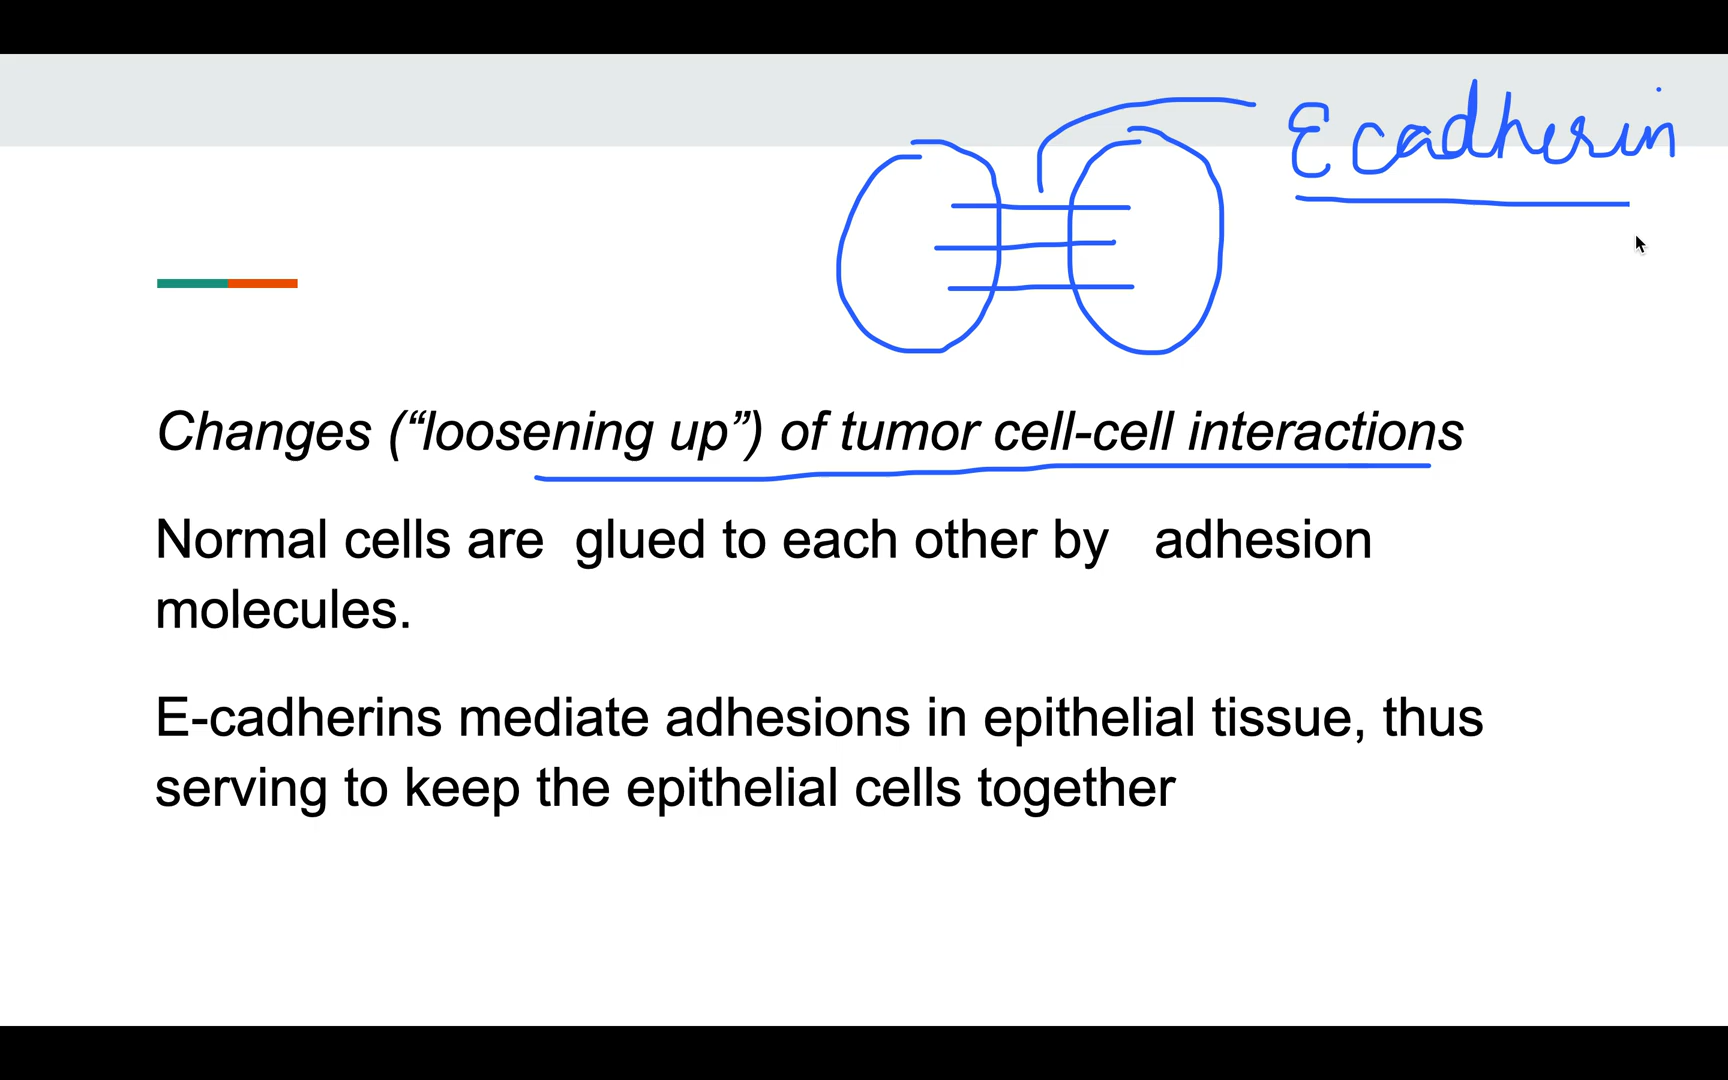 E cadherin
Changes (“loosening up”) of tumor cell-cell interactions
Normal cells are glued to each other by adhesion
molecules.
E-cadherins mediate adhesions in epithelial tissue, thus
serving to keep the epithelial cells together